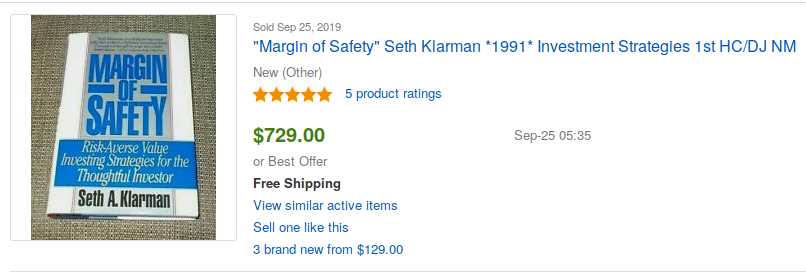 MARGIN
OF
SAFETY
Risk-Averse Value
Investing Strategies for the
Thoughtful Investor
Seth A. Klarman
Sold Sep 25, 2019
"Margin of Safety" Seth Klarman *1991* Investment Strategies 1st HC/DJ NM
New (Other)
5 product ratings
$729.00
Sep-25 05:35
or Best Offer
Free Shipping
View similar active items
Sell one like this
3 brand new from $129.00